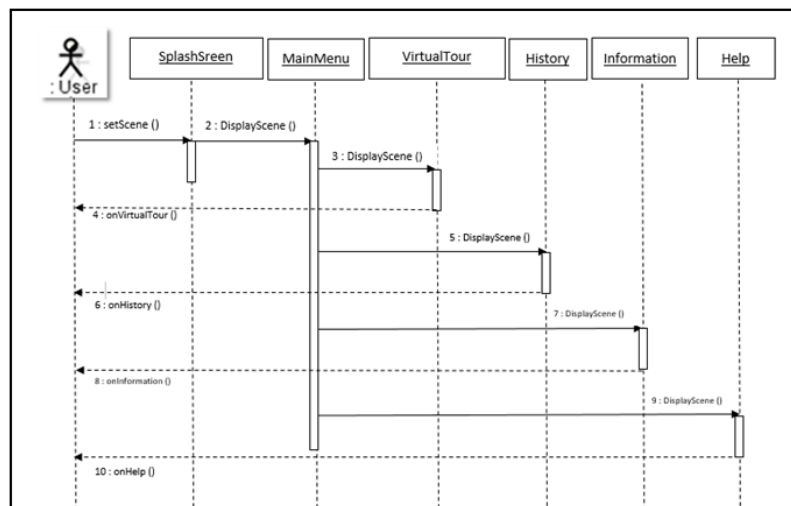 SplashSreen
MainMenu
VirtualTour
History
Information
Help
: User
1 : setScene ()
2 : DisplayScene ()
3 : DisplayScene ()
4 : onVirtualTour ()
5 : DisplayScene ()
6 : onHistory ()
7 : DisplayScene ()
8 : onInformation ()
9 : DisplayScene ()
10 : onHelp ()